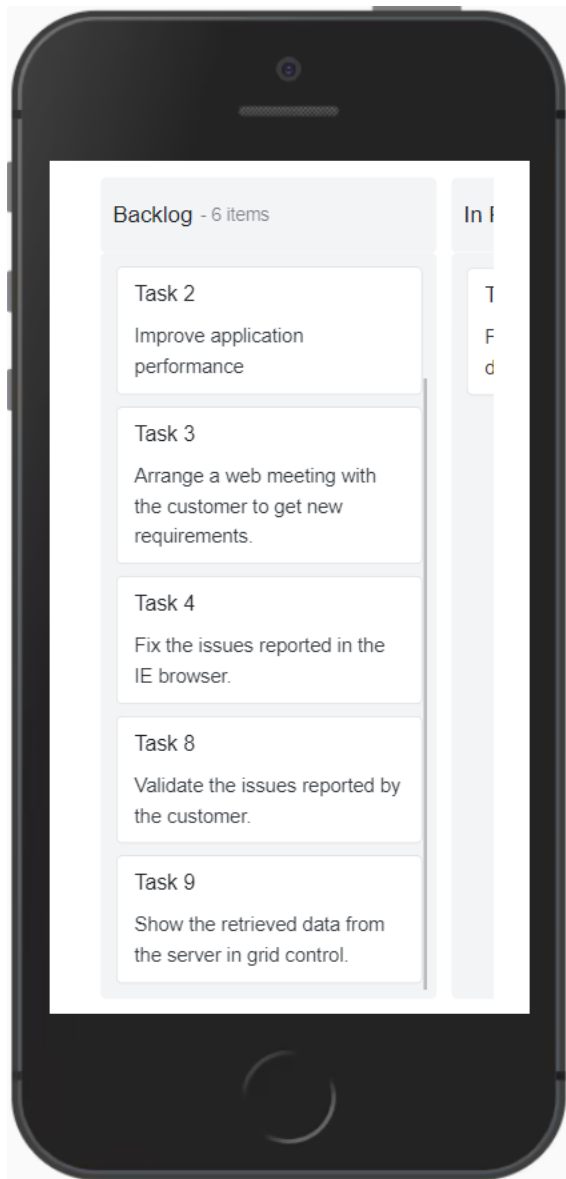 Backlog - 6 items
Task 2
Improve application
performance
Task 3
Arrange a web meeting with
the customer to get new
requirements.
Task 4
Fix the issues reported in the
IE browser.
Task 8
Validate the issues reported by
the customer.
Task 9
Show the retrieved data from
the server in grid control.
In